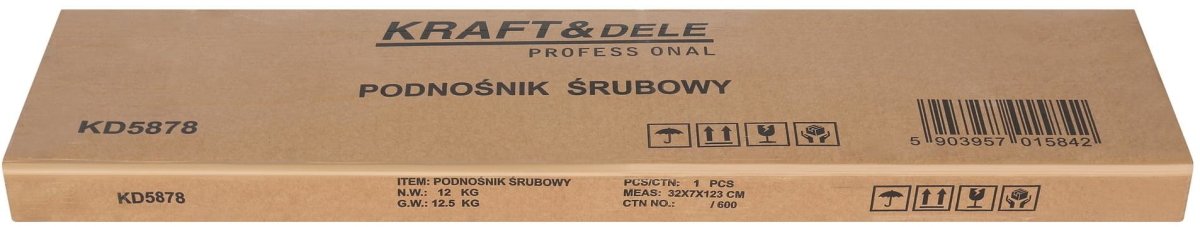 KRAFT&DELE
PROFESS ONAL
PODNOŚNIK ŚRUBOWY
KD5878
5 903957 015842
KD5878
ITEM: PODNOŚNIK ŚRUBOWY
N.W.: 12 KG
G.W.: 12.5 KG
PCS/CTN: 1 PCS
MEAS: 32X7X123 CM
CTN NO.: / 600